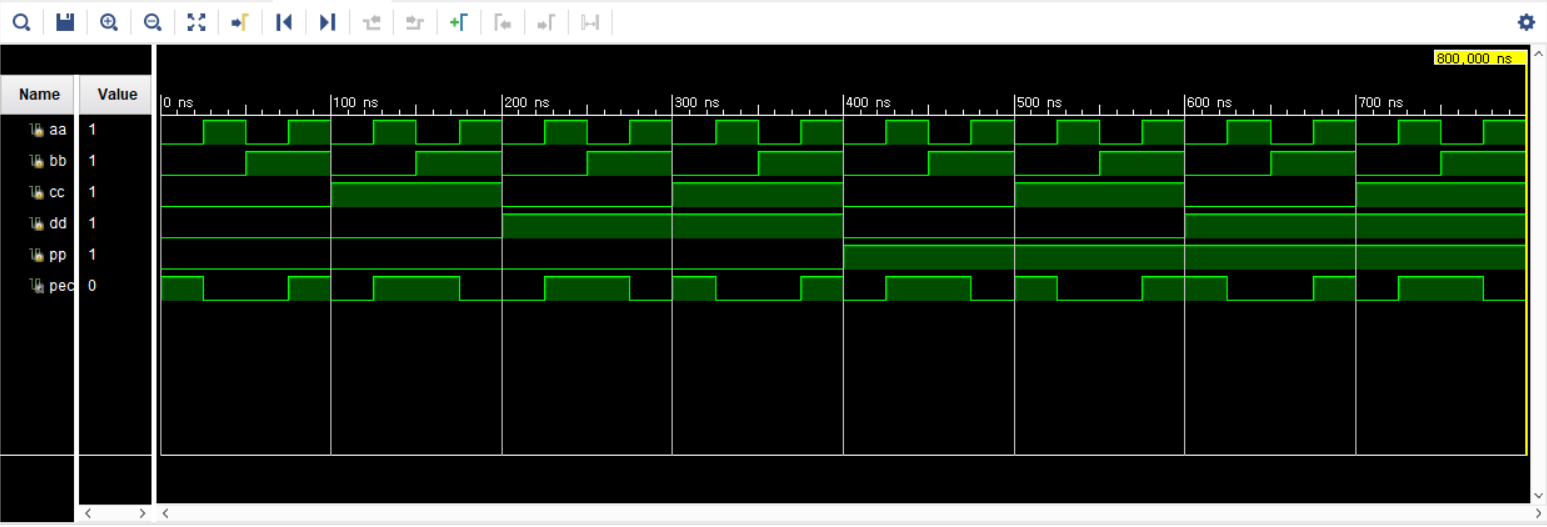 800,000 ns
Name Value
0 ns 100 ns 200 ns 300 ns 400 ns 500 ns 600 ns 700 ns
aa 1
bb 1
cc 1
dd 1
pp 1
pec 0